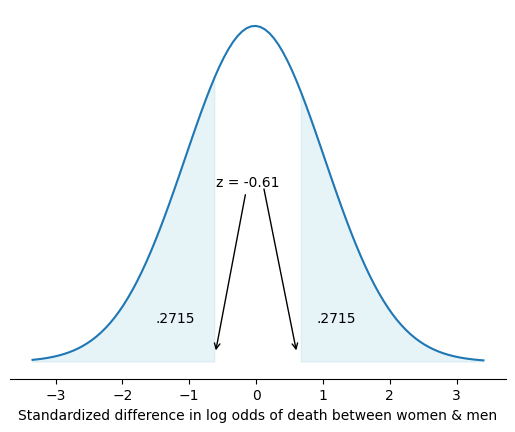 z = -0.61
.2715 .2715
−3 −2 −1 0 1 2 3
Standardized difference in log odds of death between women & men